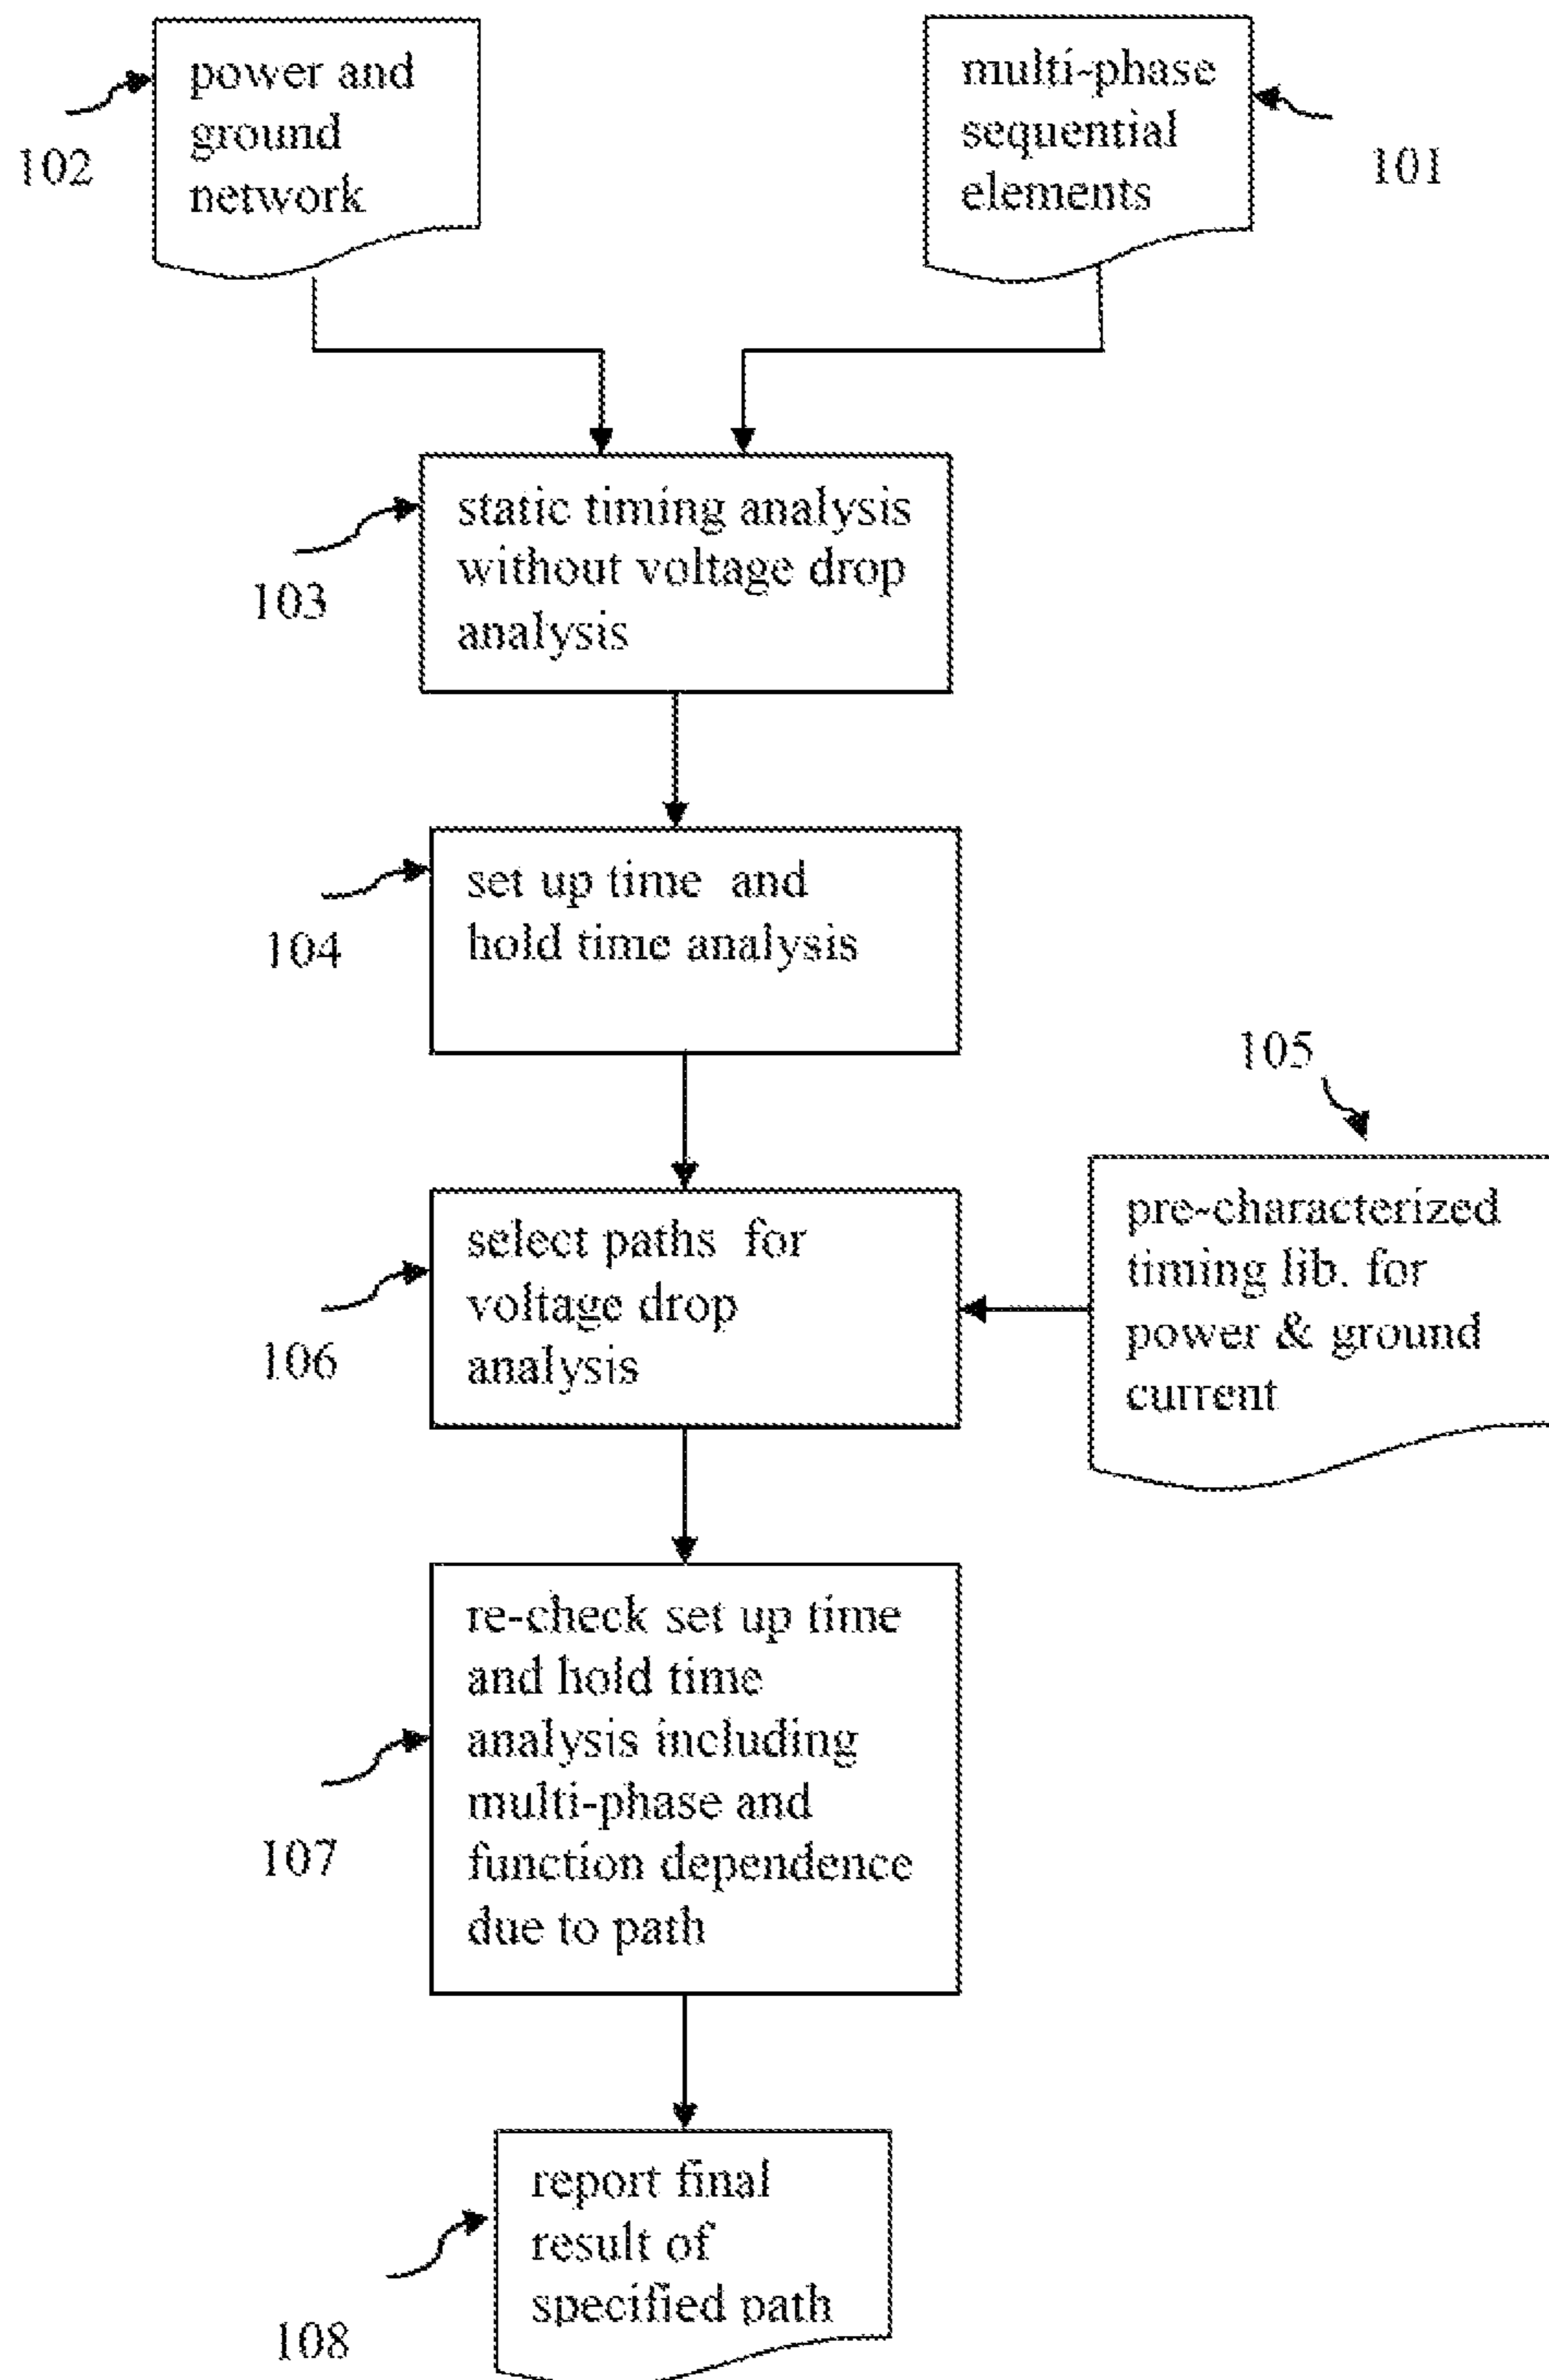 power and
ground
network
102
multi-phase
sequential
elements
101
static timing analysis
without voltage drop
analysis
103
set up time and
hold time analysis
104
105
pre-characterized
timing lib. for
power & ground
current
select paths for
voltage drop
analysis
106
re-check set up time
and hold time
analysis including
multi-phase and
function dependence
due to path
107
report final
result of
specified path
108